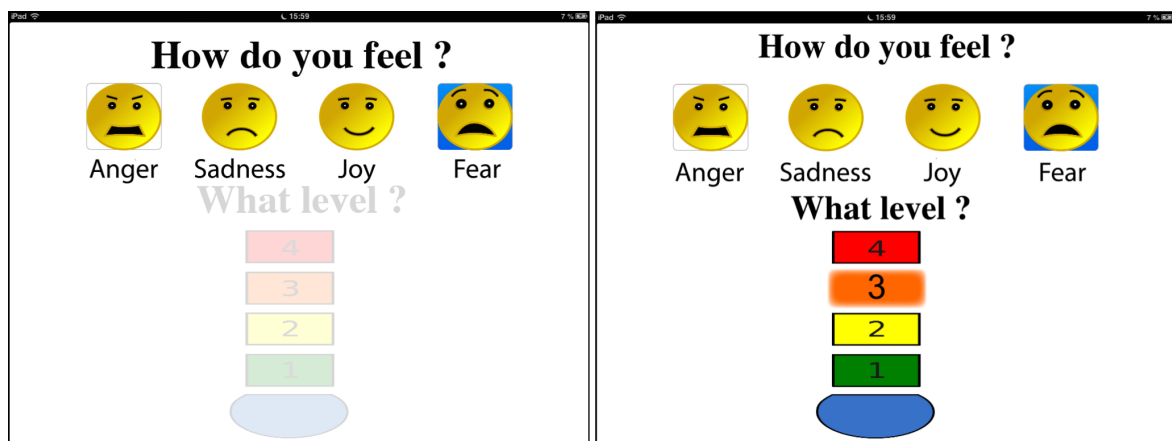 iPad 15:59 7 %
How do you feel ?
Anger Sadness Joy Fear
What level ?
4
3
2
1
iPad 15:59 7 %
How do you feel ?
Anger Sadness Joy Fear
What level ?
4
3
2
1